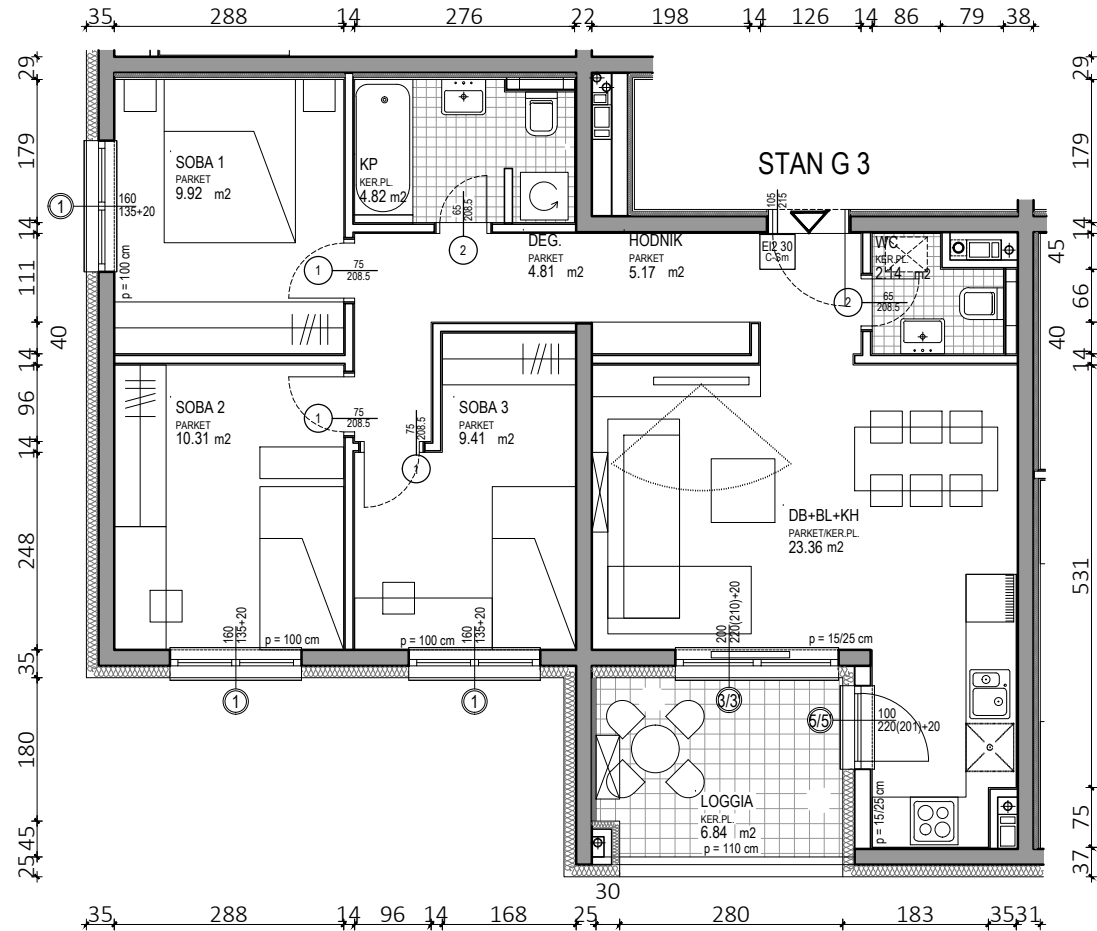 35 288 14 276 22 198 14 126 14 86 79 38
29
179
14
111
40
14
96
14
248
35
180
45
25
29
179
14
45
66
40
14
531
75
37
STAN G 3
SOBA 1
PARKET
9.92 m2
160
135+20
p = 100 cm
1
KP
KER.PL.
4.82 m2
65
208.5
2
DEG.
PARKET
4.81 m2
HODNIK
PARKET
5.17 m2
105
215
EI2 30
C-Sm
WC
KER.PL.
2.14 m2
65
208.5
2
1
75
208.5
SOBA 2
PARKET
10.31 m2
1
75
208.5
SOBA 3
PARKET
9.41 m2
75
208.5
1
DB+BL+KH
PARKET/KER.PL.
23.36 m2
160
135+20
p = 100 cm
1
p = 100 cm
160
135+20
1
200
220(210)+20
p = 15/25 cm
3/3'
5/5'
100
220(201)+20
p = 15/25 cm
LOGGIA
KER.PL.
6.84 m2
p = 110 cm
30
35 288 14 96 14 168 25 280 183 35 31